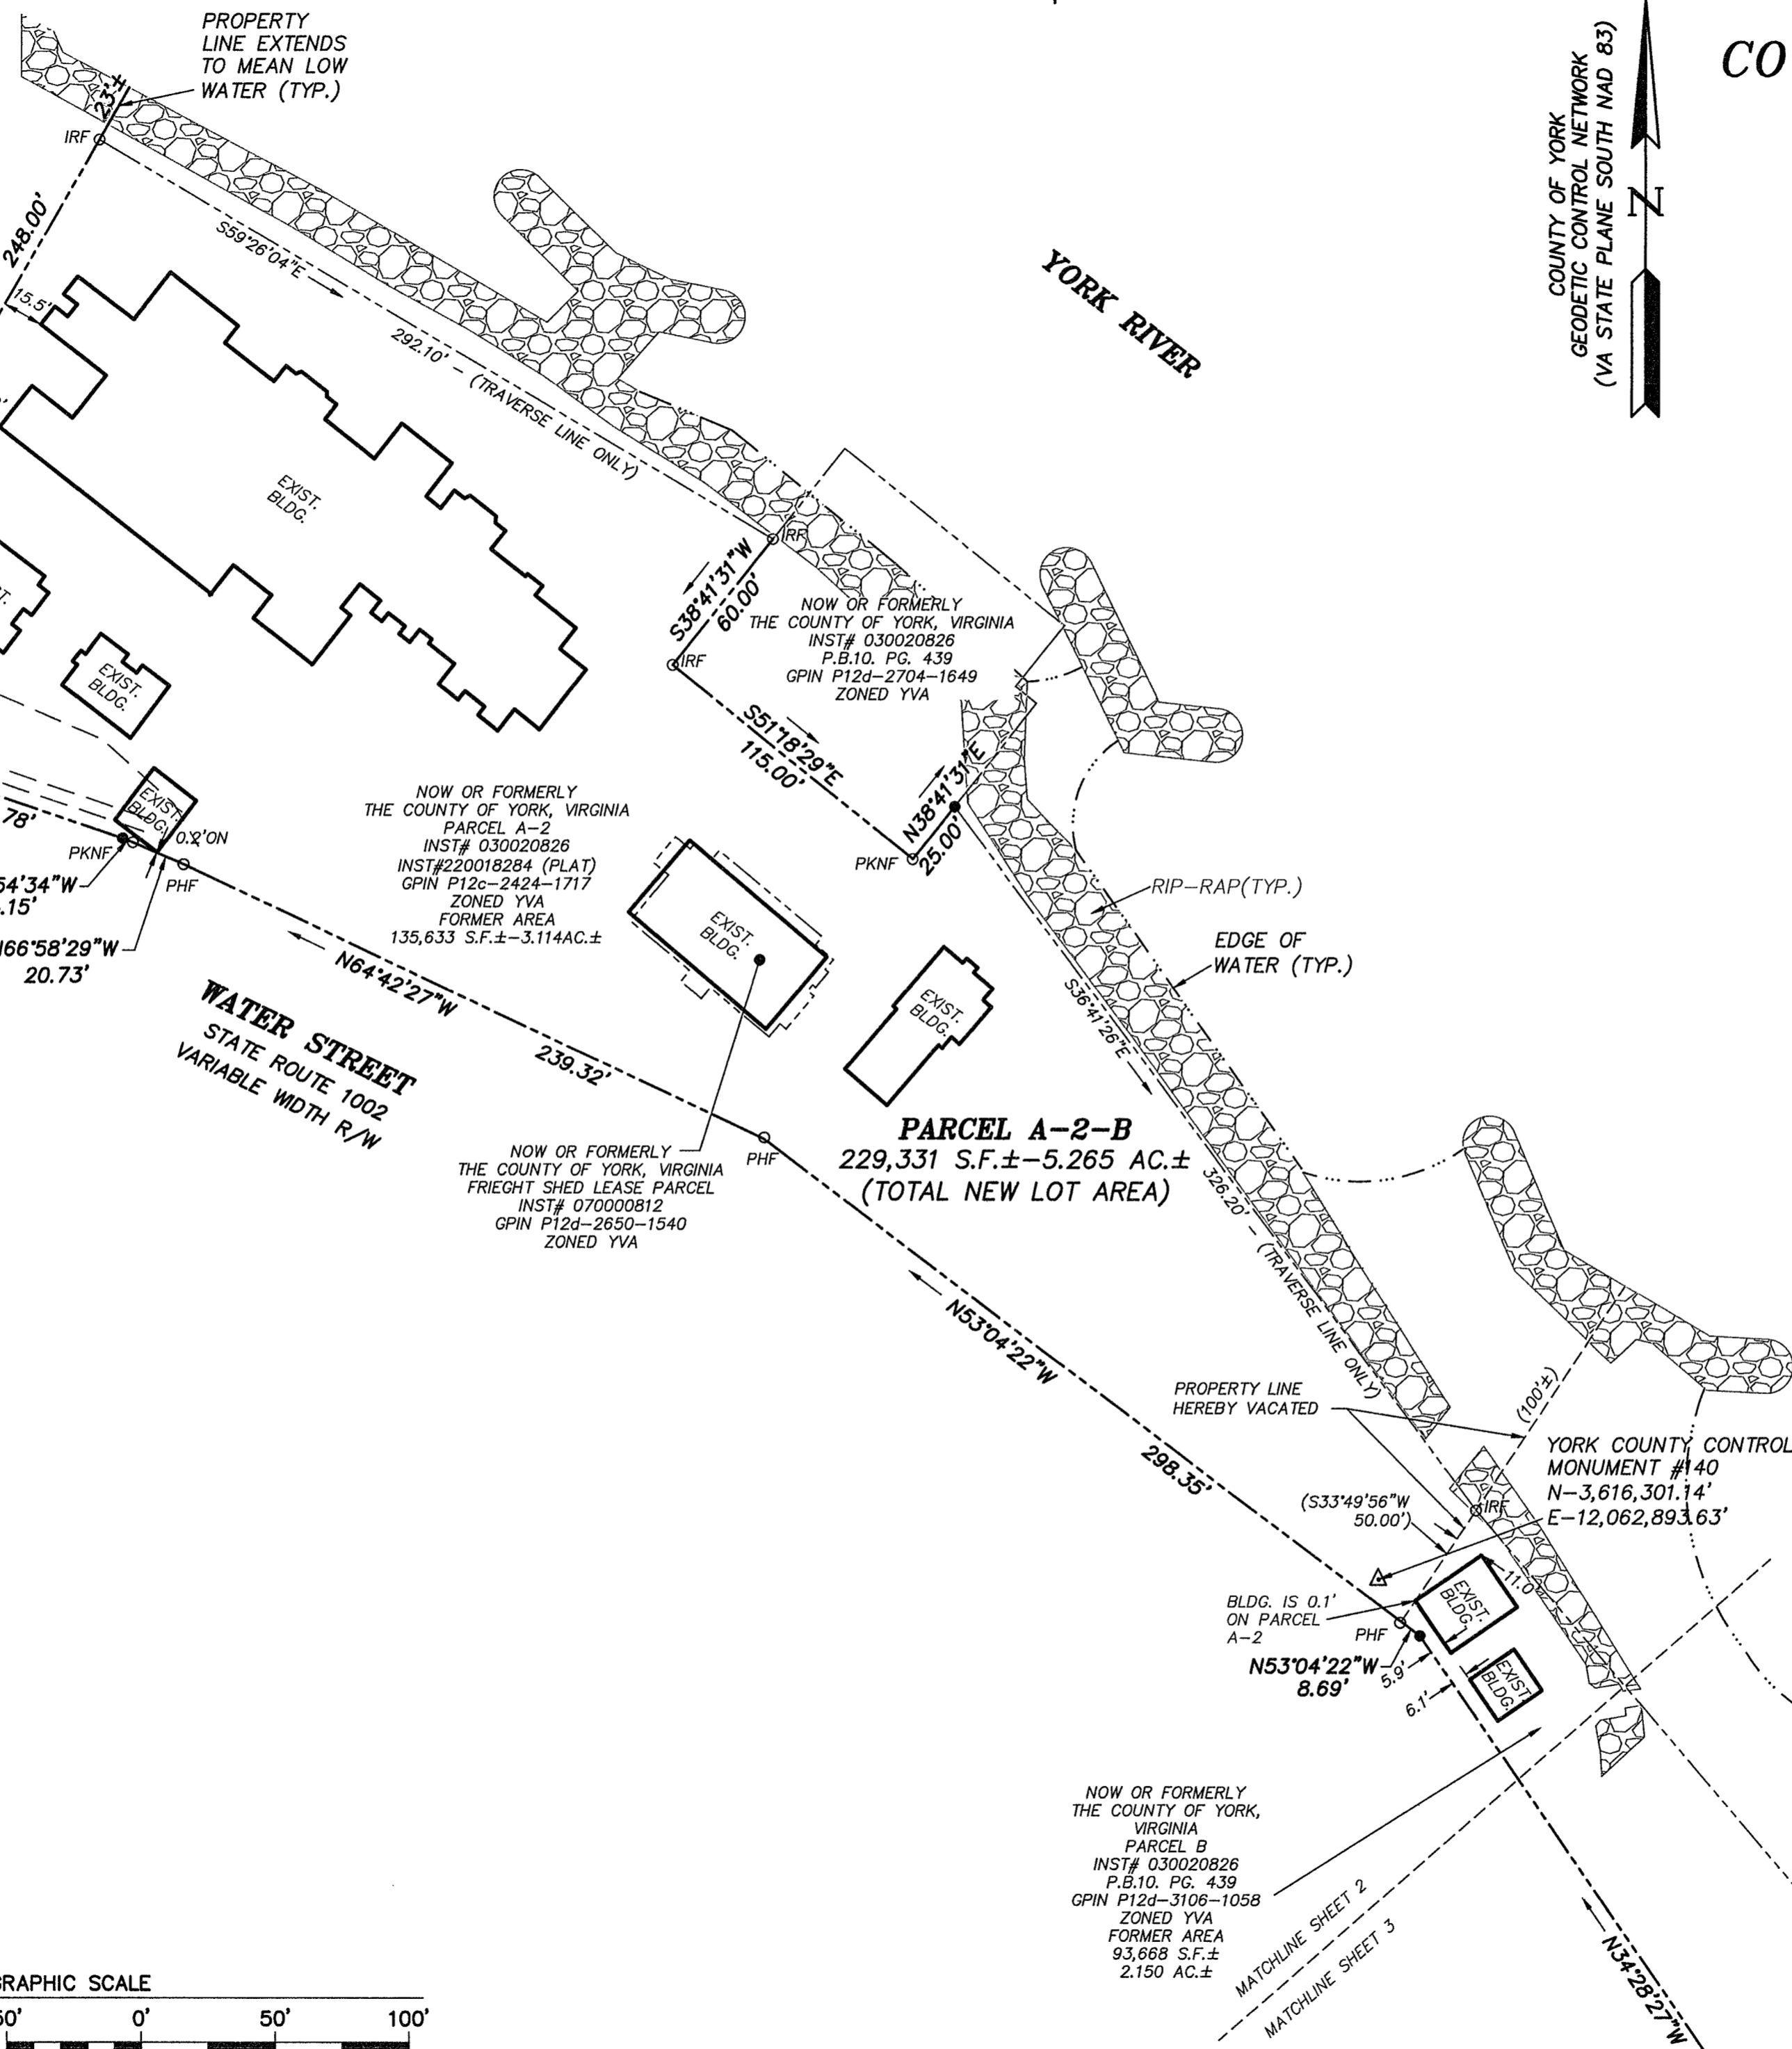 PROPERTY
LINE EXTENDS
TO MEAN LOW
WATER (TYP.)
23'±
IRF
248.00'
15.5'
S59°26'04"E
292.10' - (TRAVERSE LINE ONLY)
YORK RIVER
COUNTY OF YORK
GEODETIC CONTROL NETWORK
(VA STATE PLANE SOUTH NAD 83)
N
CO
EXIST.
BLDG.
IRF
S38°41'31"W
60.00'
IRF
NOW OR FORMERLY
THE COUNTY OF YORK, VIRGINIA
INST# 030020826
P.B.10. PG. 439
GPIN P12d-2704-1649
ZONED YVA
S51°18'29"E
115.00'
N38°41'31"E
25.00'
PKNF
EXIST.
BLDG.
EXIST.
BLDG.
0.2'ON
78'
PKNF
PHF
54'34"W
.15'
N66°58'29"W
20.73'
NOW OR FORMERLY
THE COUNTY OF YORK, VIRGINIA
PARCEL A-2
INST# 030020826
INST#220018284 (PLAT)
GPIN P12c-2424-1717
ZONED YVA
FORMER AREA
135,633 S.F.±-3.114AC.±
N64°42'27"W
239.32'
WATER STREET
STATE ROUTE 1002
VARIABLE WIDTH R/W
EXIST.
BLDG.
EXIST.
BLDG.
RIP-RAP(TYP.)
EDGE OF
WATER (TYP.)
S36°41'26"E
326.20' - (TRAVERSE LINE ONLY)
PARCEL A-2-B
229,331 S.F.±-5.265 AC.±
(TOTAL NEW LOT AREA)
PHF
NOW OR FORMERLY
THE COUNTY OF YORK, VIRGINIA
FRIEGHT SHED LEASE PARCEL
INST# 070000812
GPIN P12d-2650-1540
ZONED YVA
N53°04'22"W
298.35'
PROPERTY LINE
HEREBY VACATED
(100'±)
YORK COUNTY CONTROL
MONUMENT #140
N-3,616,301.14'
E-12,062,893.63'
(S33°49'56"W
50.00')
IRF
11.0'
EXIST.
BLDG.
BLDG. IS 0.1'
ON PARCEL
A-2
PHF
N53°04'22"W
8.69'
5.9'
6.1'
EXIST.
BLDG.
NOW OR FORMERLY
THE COUNTY OF YORK,
VIRGINIA
PARCEL B
INST# 030020826
P.B.10. PG. 439
GPIN P12d-3106-1058
ZONED YVA
FORMER AREA
93,668 S.F.±
2.150 AC.±
MATCHLINE SHEET 2
MATCHLINE SHEET 3
N34°28'27"W
GRAPHIC SCALE
50' 0' 50' 100'